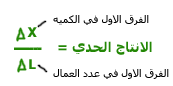 الفرق الاول في الكميه
Δx
الانتاج الحدي =
ΔL
الفرق الاول في عدد العمال